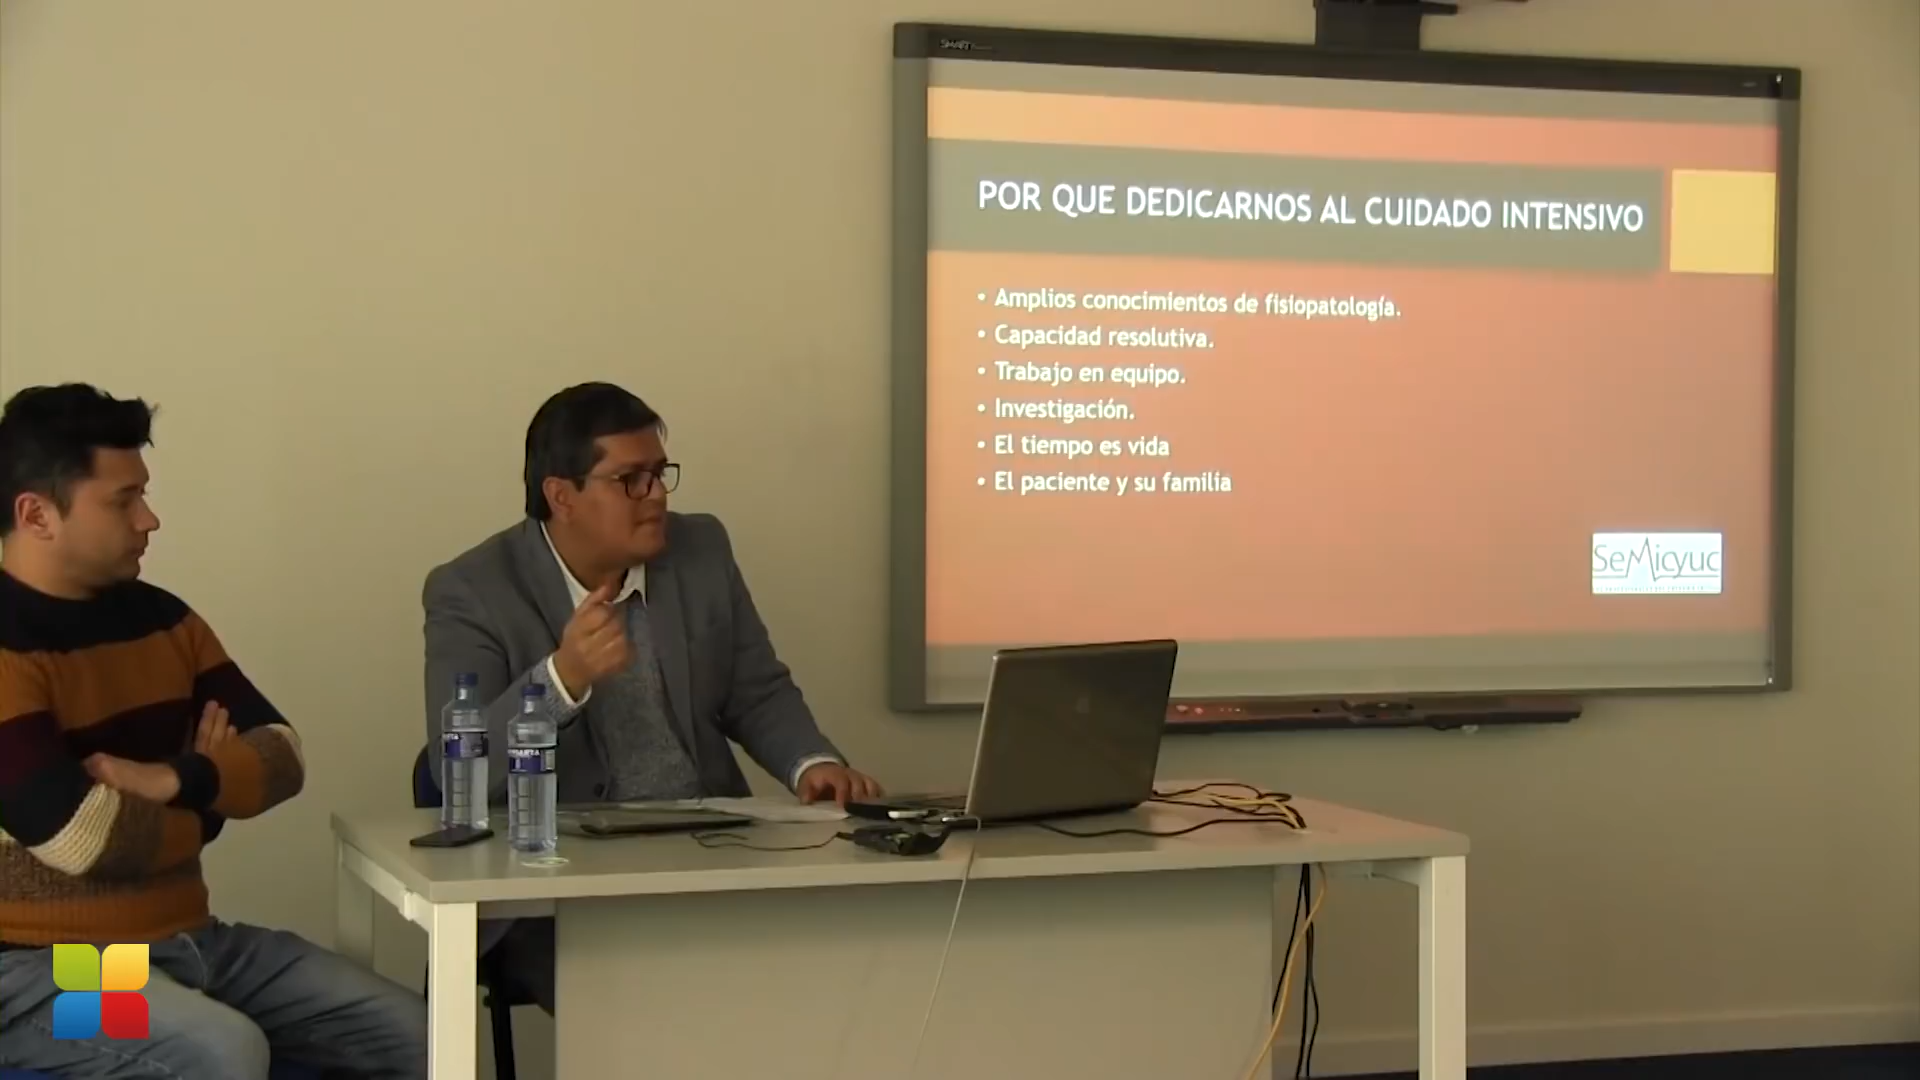 SMART
POR QUE DEDICARNOS AL CUIDADO INTENSIVO
• Amplios conocimientos de fisiopatología.
• Capacidad resolutiva.
• Trabajo en equipo.
• Investigación.
• El tiempo es vida
• El paciente y su familia
SeMicyuc